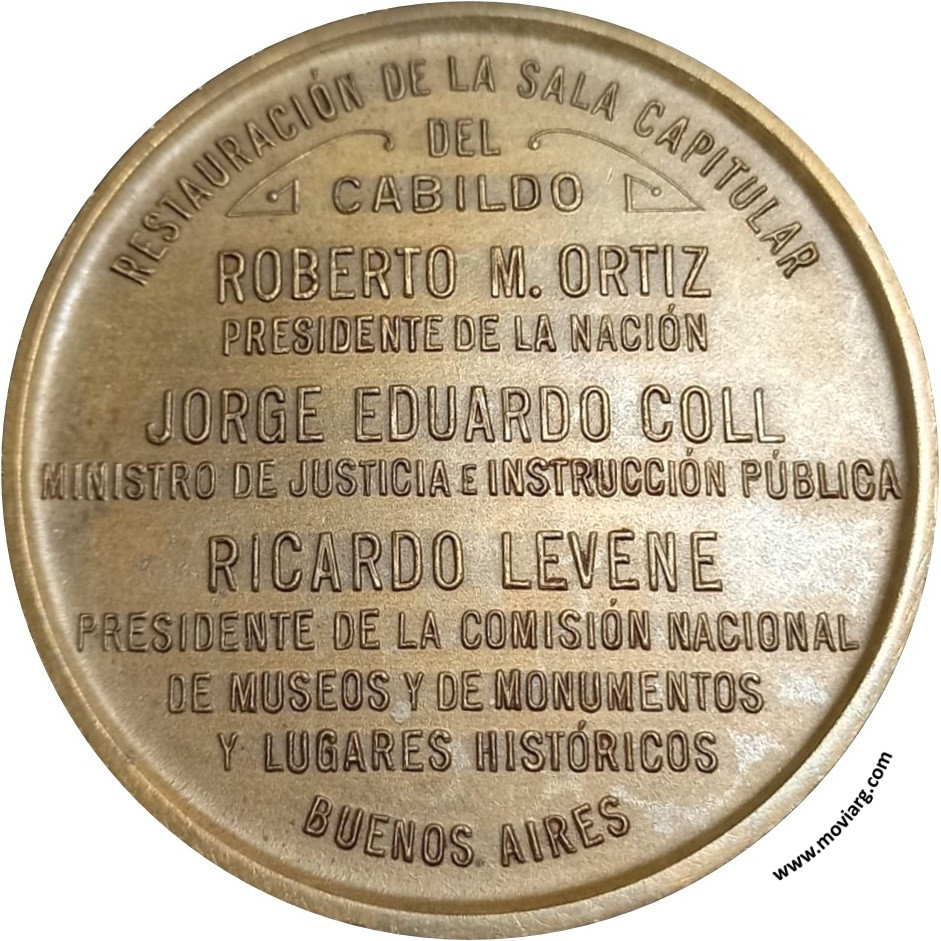 RESTAURACIÓN DE LA SALA CAPITULAR
DEL
CABILDO
ROBERTO M. ORTIZ
PRESIDENTE DE LA NACIÓN
JORGE EDUARDO COLL
MINISTRO DE JUSTICIA E INSTRUCCIÓN PÚBLICA
RICARDO LEVENE
PRESIDENTE DE LA COMISIÓN NACIONAL
DE MUSEOS Y DE MONUMENTOS
Y LUGARES HISTÓRICOS
BUENOS AIRES
www.moviarg.com